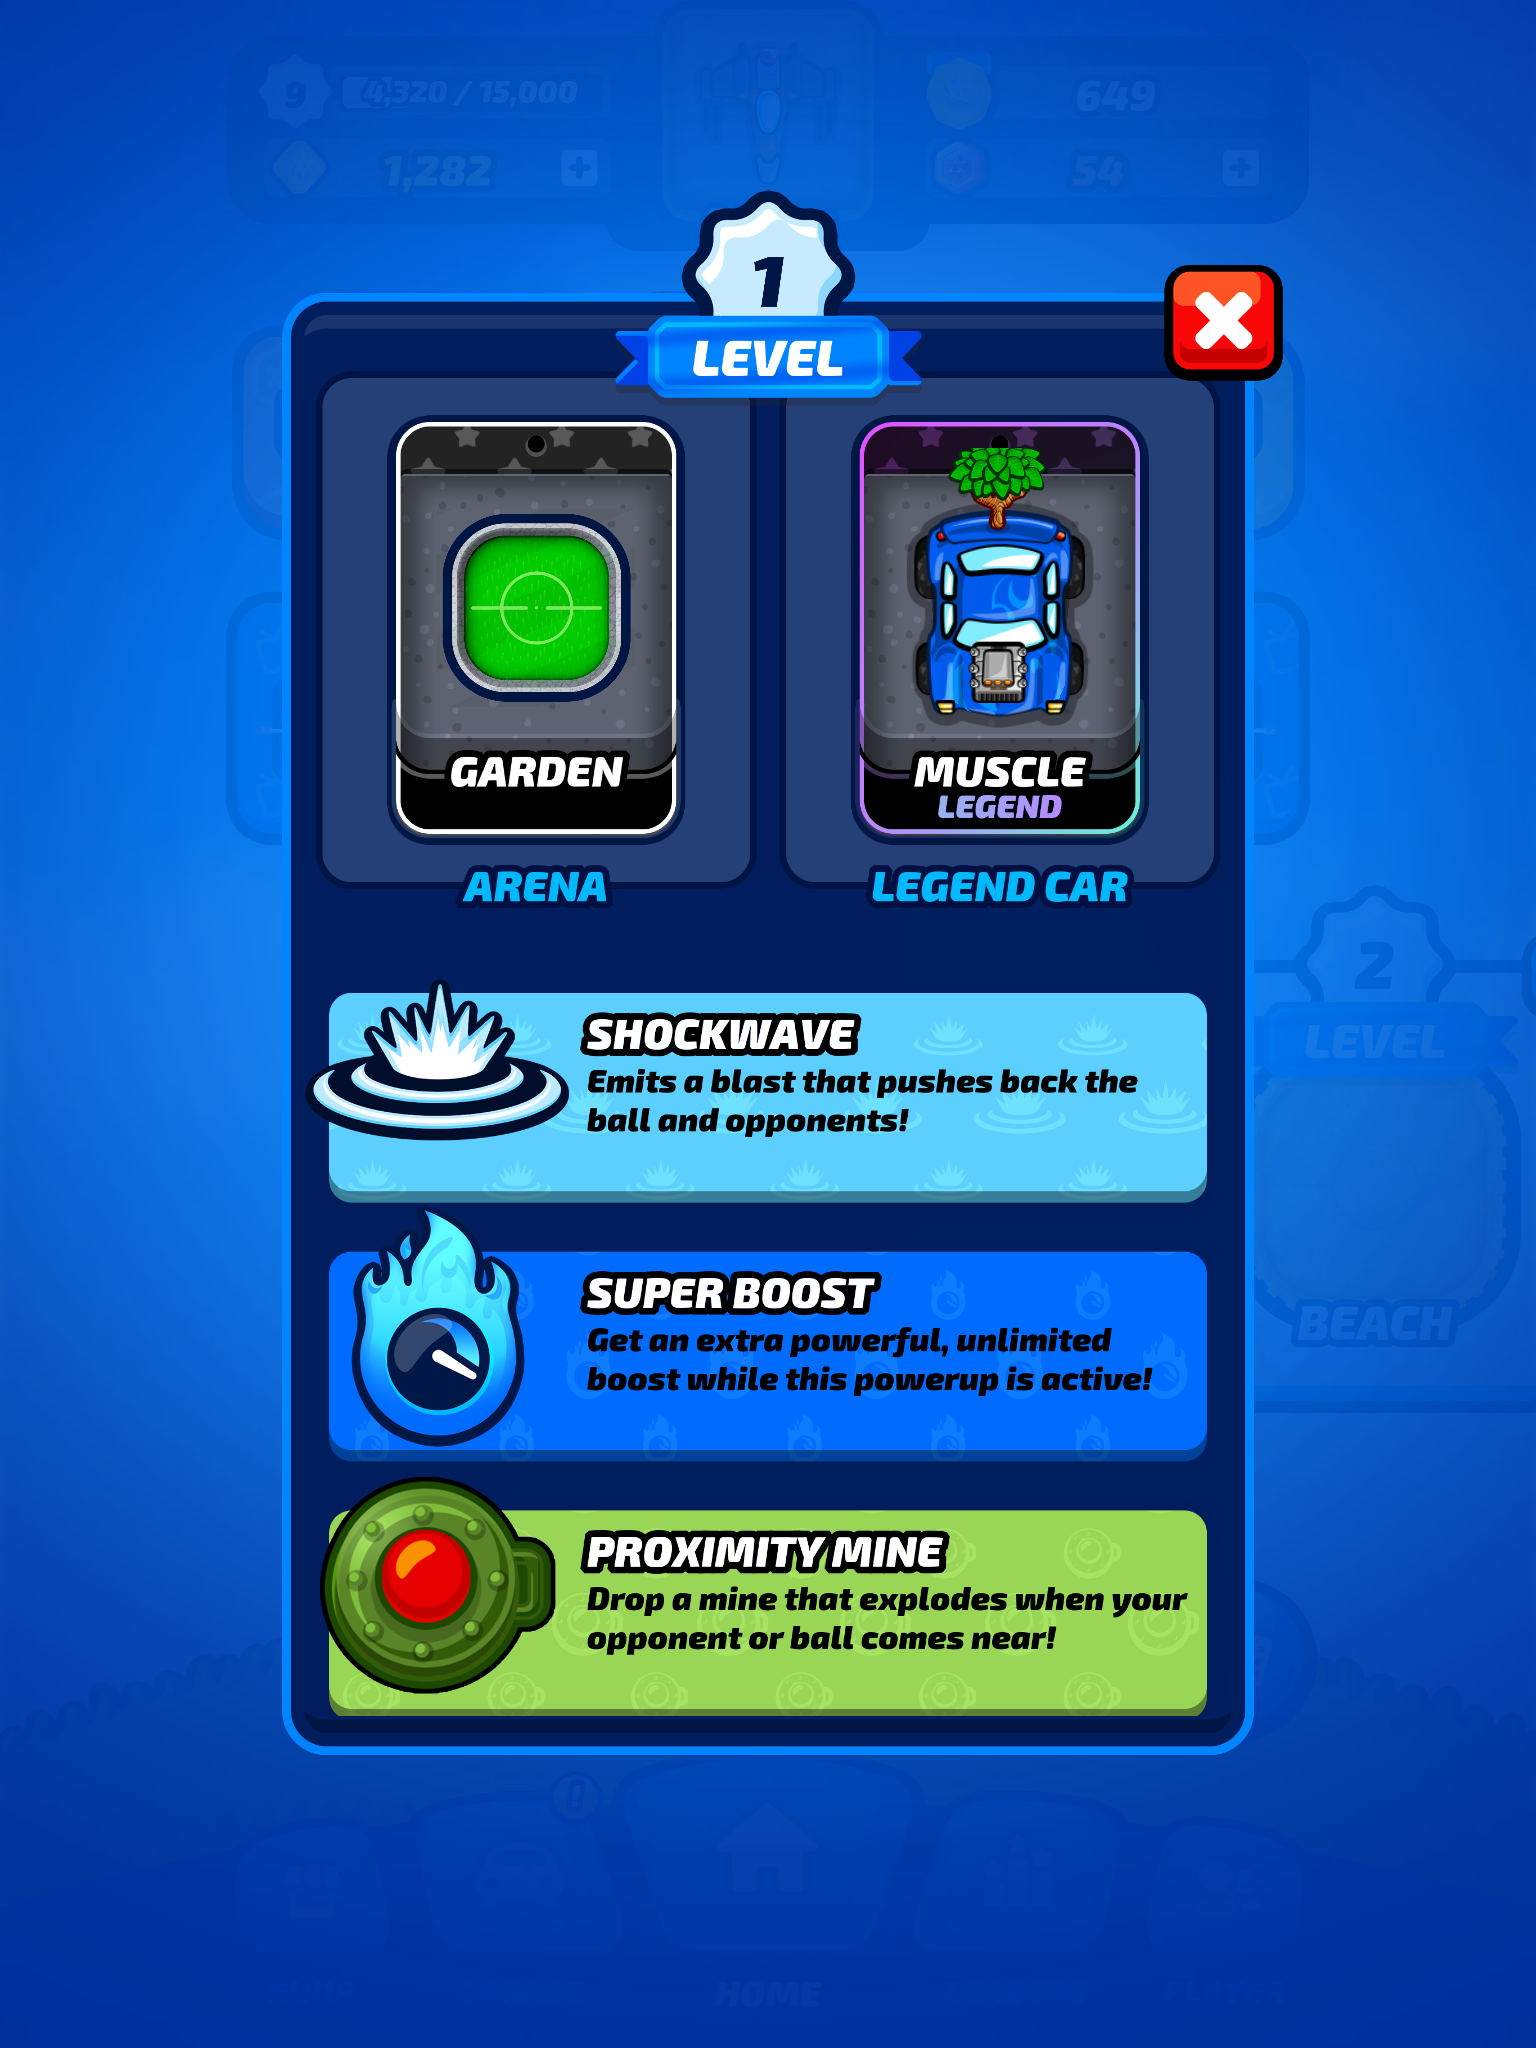 9
4,320 / 15,000
649
1,282
54
1
LEVEL
GARDEN
MUSCLE
LEGEND
ARENA
LEGEND CAR
SHOCKWAVE
Emits a blast that pushes back the
ball and opponents!
2
LEVEL
SUPER BOOST
Get an extra powerful, unlimited
boost while this powerup is active!
BEACH
PROXIMITY MINE
Drop a mine that explodes when your
opponent or ball comes near!
SHOP
HOME
PLAYER